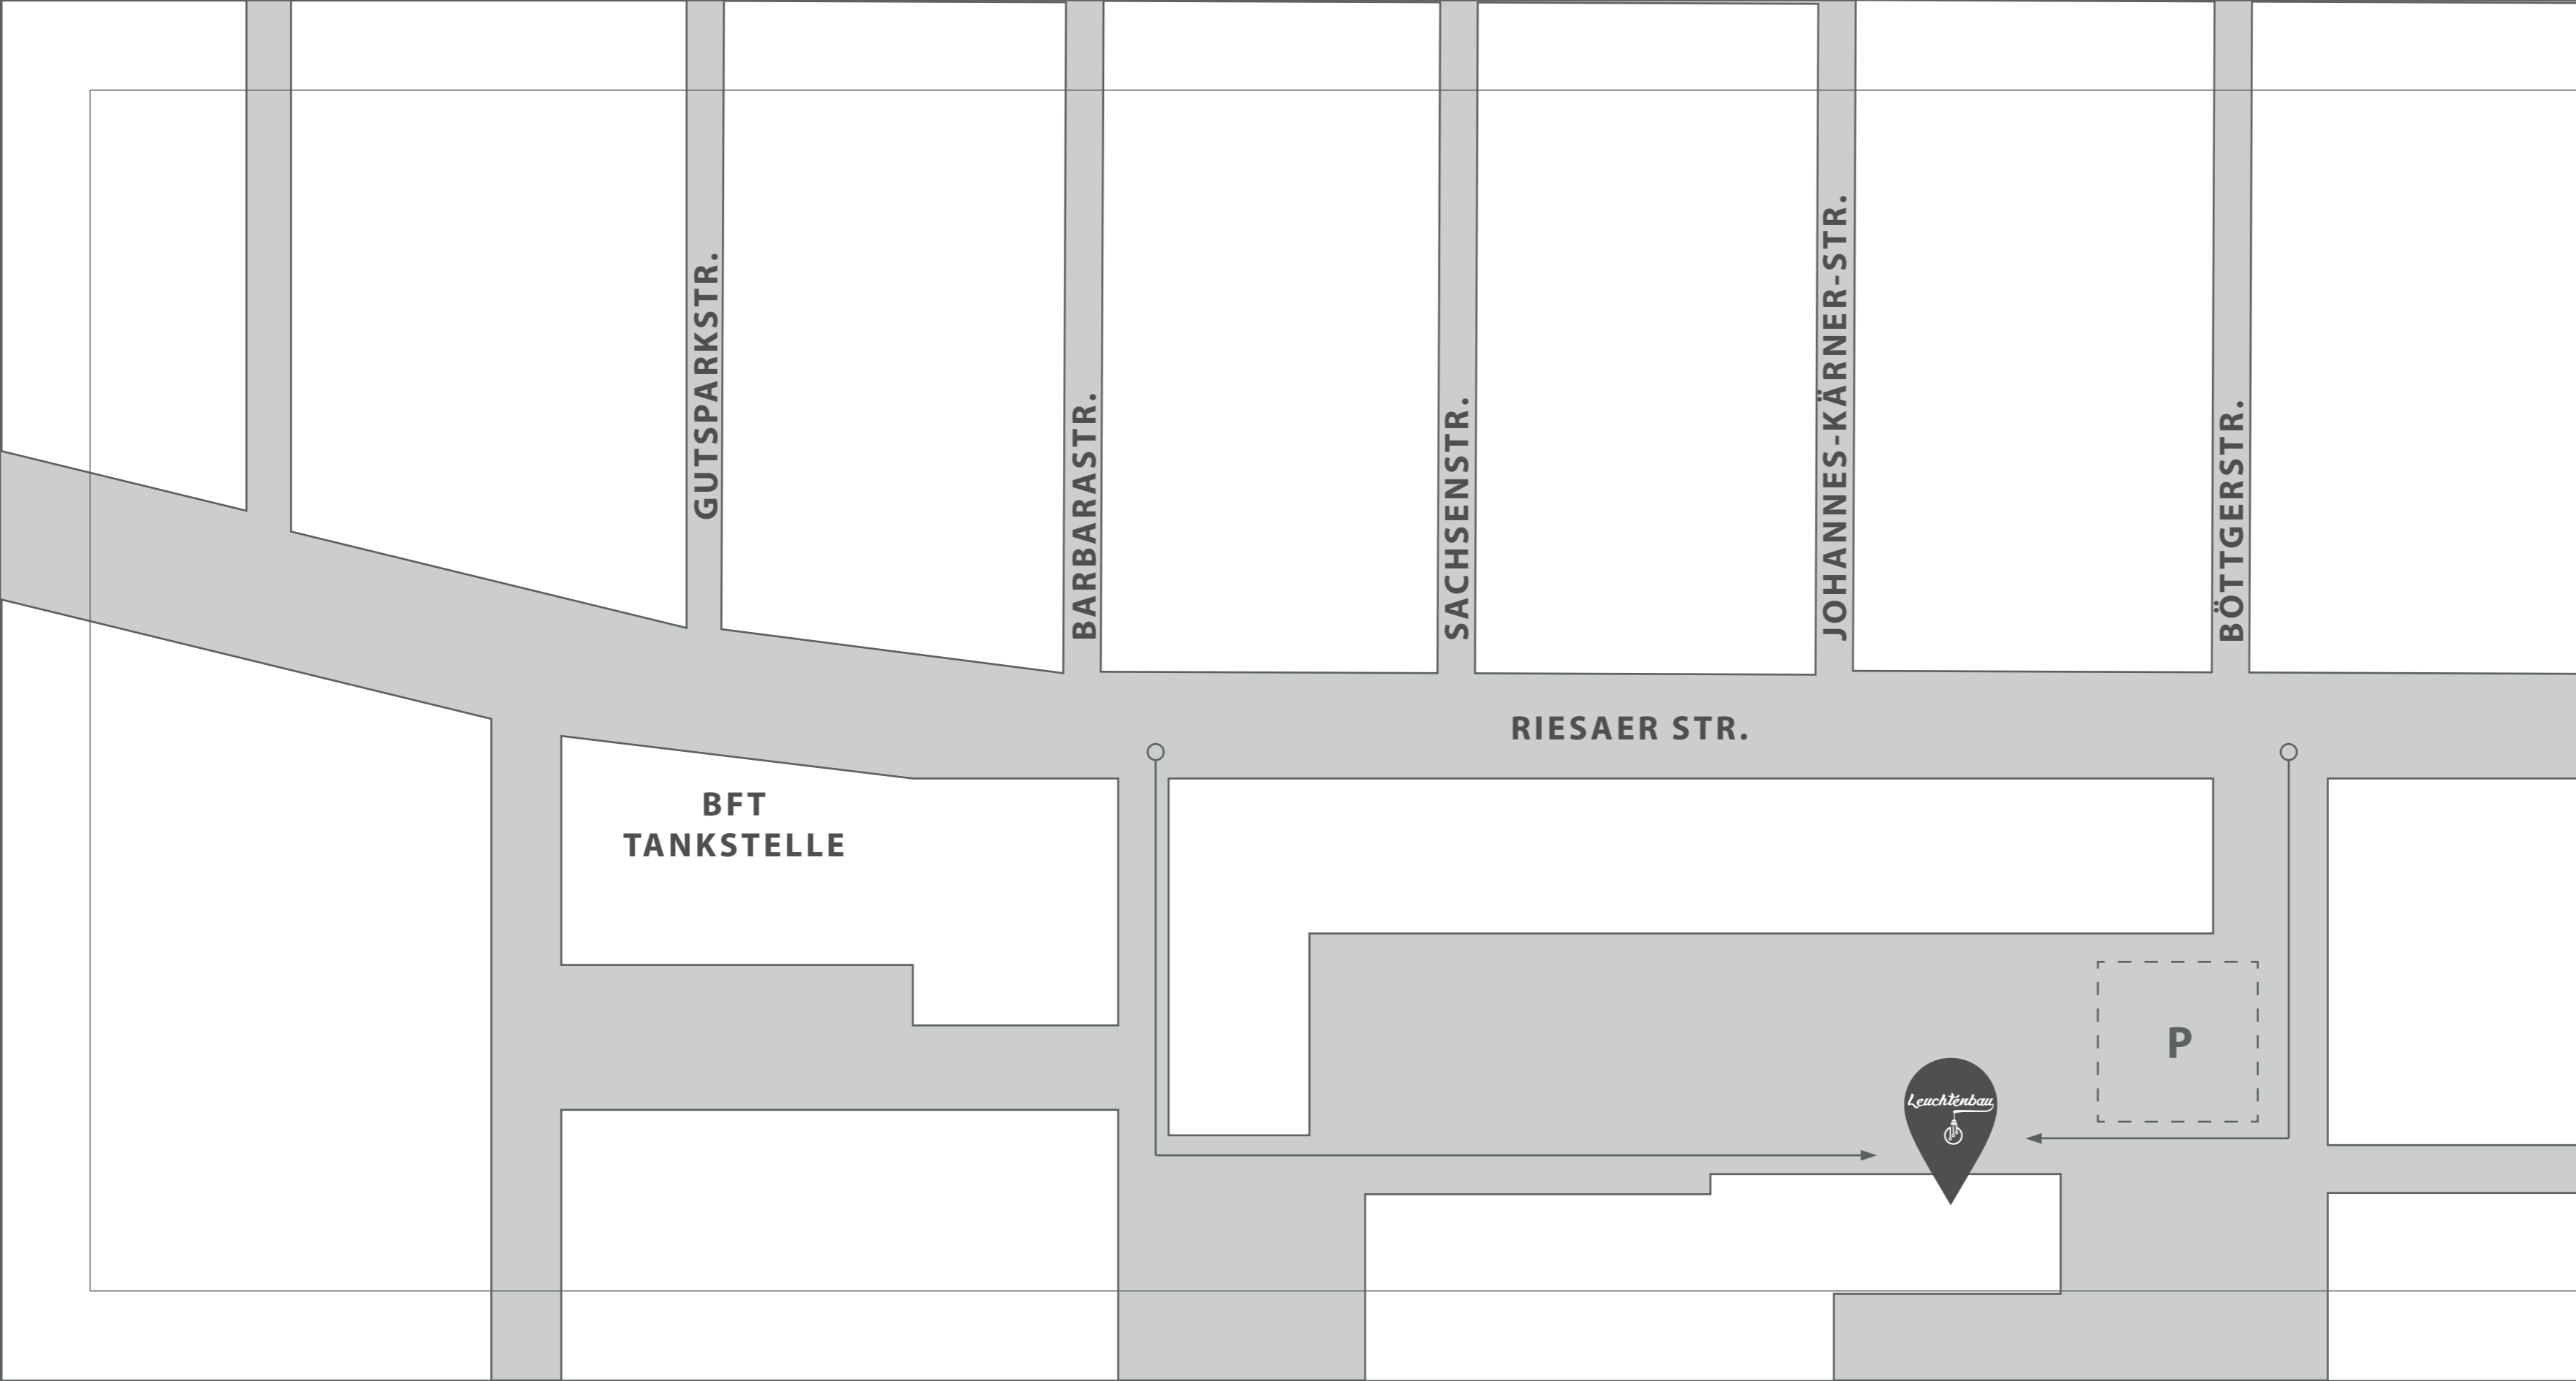 GUTSPARKSTR.
BARBARASTR.
SACHSENSTR.
JOHANNES-KÄRNER-STR.
BÖTTGERSTR.
RIESAER STR.
BFT
TANKSTELLE
P
Leuchtenbau